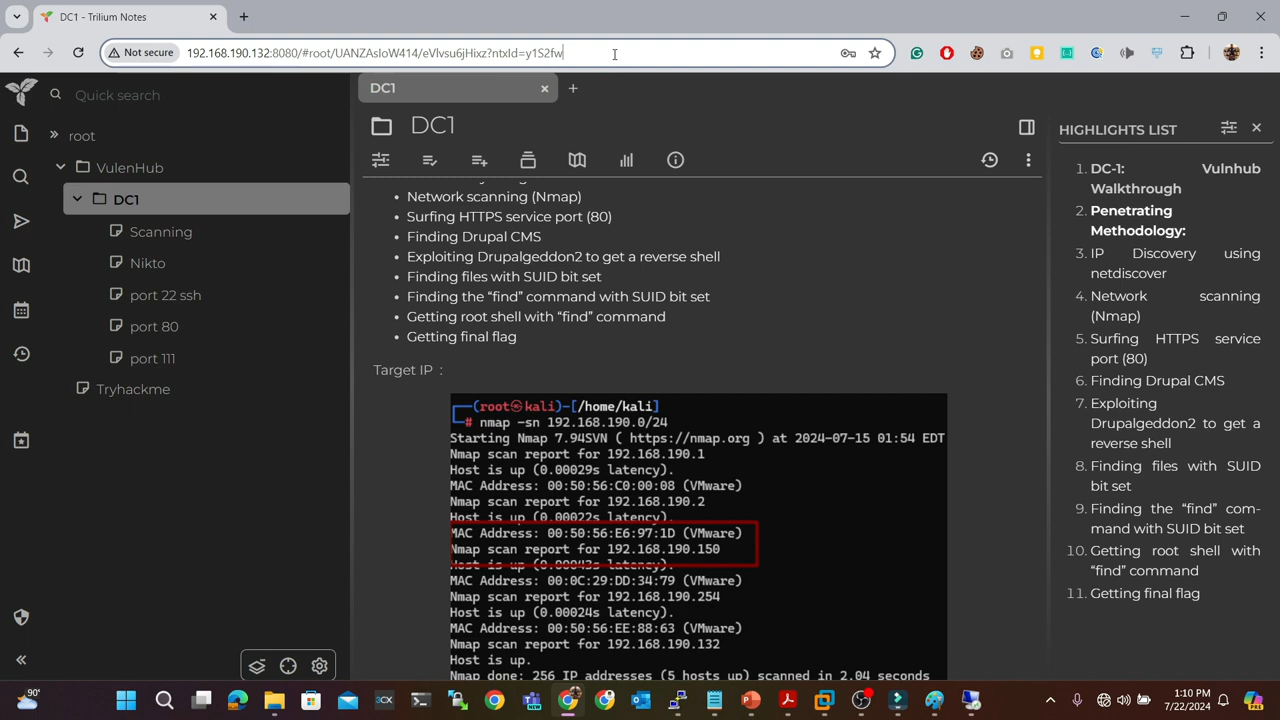 DC1 - Trilium Notes
Not secure
192.168.190.132:8080/#root/UANZAsIoW414/eVlvsu6jHixz?ntxId=y1S2fw
Quick search
root
VulenHub
DC1
Scanning
Nikto
port 22 ssh
port 80
port 111
Tryhackme
DC1
DC1
Network scanning (Nmap)
Surfing HTTPS service port (80)
Finding Drupal CMS
Exploiting Drupalgeddon2 to get a reverse shell
Finding files with SUID bit set
Finding the “find” command with SUID bit set
Getting root shell with “find” command
Getting final flag
Target IP :
(root㉿kali)-[/home/kali]
# nmap -sn 192.168.190.0/24
Starting Nmap 7.94SVN ( https://nmap.org ) at 2024-07-15 01:54 EDT
Nmap scan report for 192.168.190.1
Host is up (0.00029s latency).
MAC Address: 00:50:56:C0:00:08 (VMware)
Nmap scan report for 192.168.190.2
Host is up (0.00022s latency).
MAC Address: 00:50:56:E6:97:1D (VMware)
Nmap scan report for 192.168.190.150
Host is up (0.00043s latency).
MAC Address: 00:0C:29:DD:34:79 (VMware)
Nmap scan report for 192.168.190.254
Host is up (0.00024s latency).
MAC Address: 00:50:56:EE:88:63 (VMware)
Nmap scan report for 192.168.190.132
Host is up.
Nmap done: 256 IP addresses (5 hosts up) scanned in 2.04 seconds
HIGHLIGHTS LIST
1. DC-1: Vulnhub
Walkthrough
2. Penetrating
Methodology:
3. IP Discovery using
netdiscover
4. Network scanning
(Nmap)
5. Surfing HTTPS service
port (80)
6. Finding Drupal CMS
7. Exploiting
Drupalgeddon2 to get a
reverse shell
8. Finding files with SUID
bit set
9. Finding the “find” com-
mand with SUID bit set
10. Getting root shell with
“find” command
11. Getting final flag
90°
1:10 PM
7/22/2024